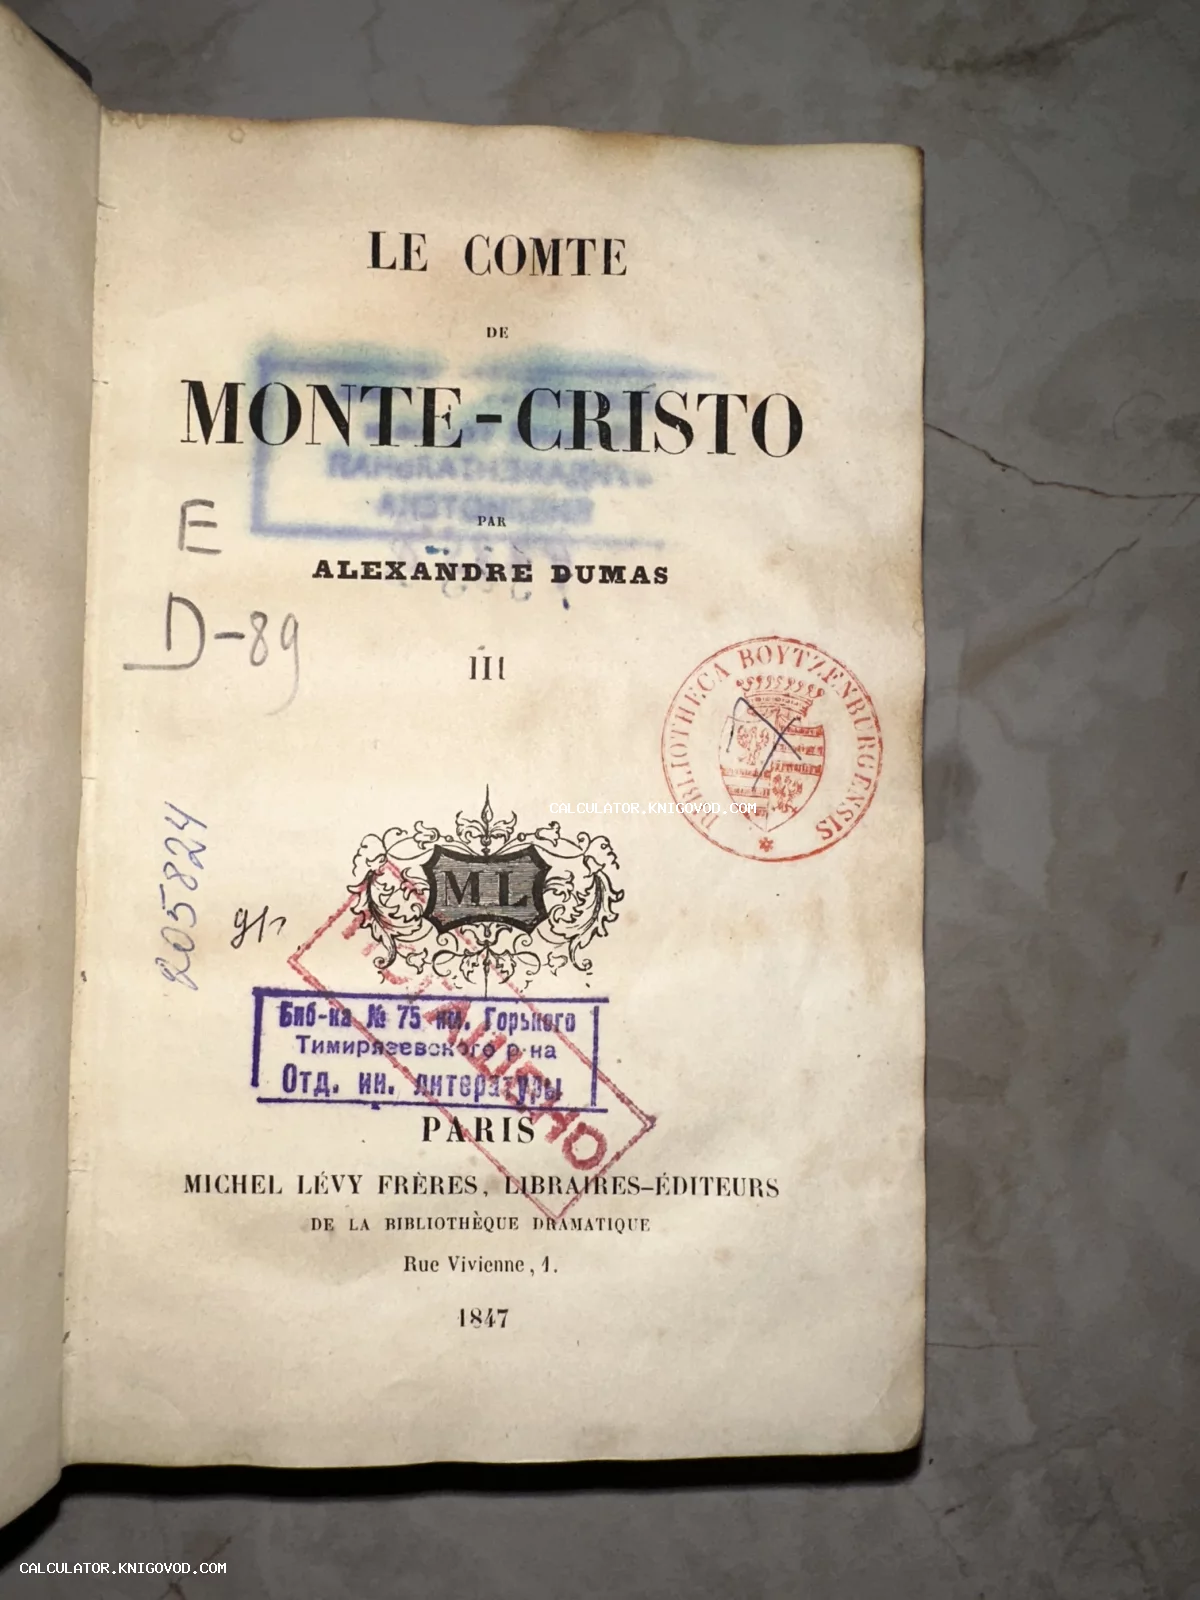 LE COMTE
DE
MONTE-CRISTO
PAR
ALEXANDRE DUMAS
E
D-89
III
BIBLIOTHECA BOYTZENBURGENSIS
CALCULATOR.KNIGOVOD.COM
ML
205824
ПОГАШЕНО
Биб-ка № 75 им. Горького
Тимирязевского р-на
Отд. ин. литературы
PARIS
MICHEL LÉVY FRÈRES, LIBRAIRES-ÉDITEURS
DE LA BIBLIOTHÈQUE DRAMATIQUE
Rue Vivienne, 1.
1847
CALCULATOR.KNIGOVOD.COM